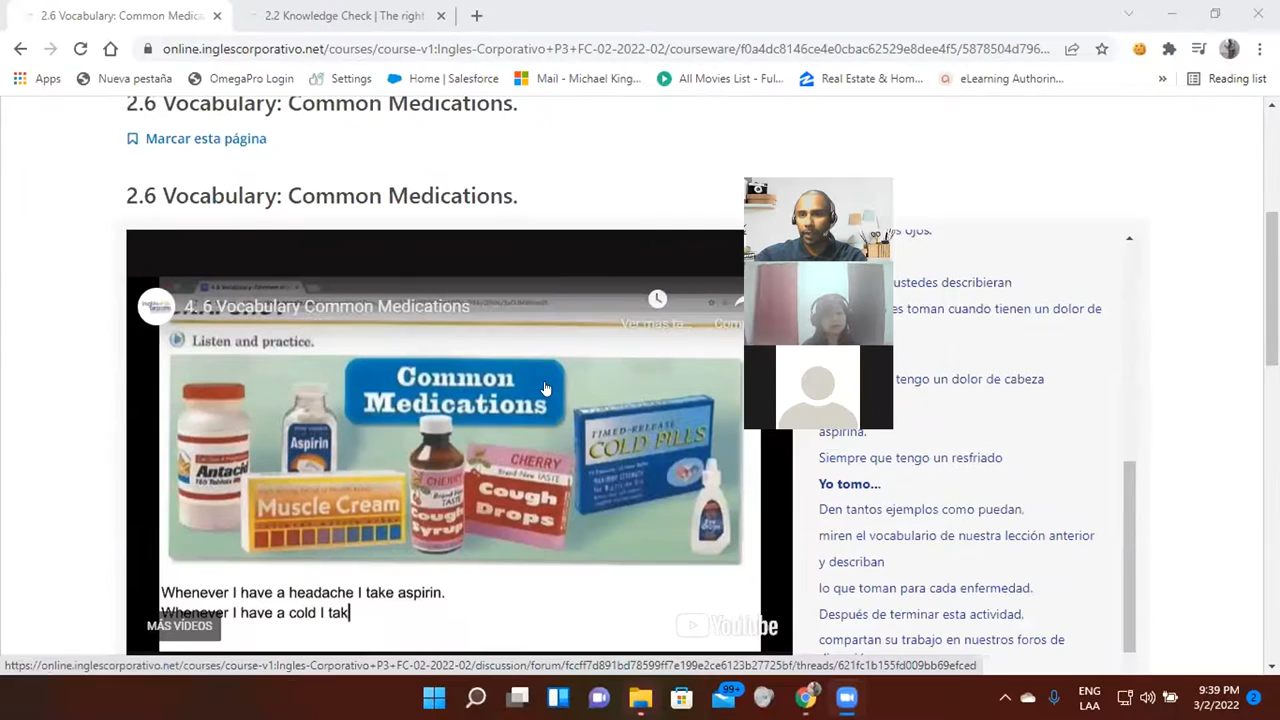 2.6 Vocabulary: Common Medica...
2.2 Knowledge Check | The right
online.inglescorporativo.net/courses/course-v1:Ingles-Corporativo+P3+FC-02-2022-02/courseware/f0a4dc8146ce4e0cbac62529e8dee4f5/5878504d796...
Apps
Nueva pestaña
OmegaPro Login
Settings
Home | Salesforce
Mail - Michael King...
All Movies List - Ful...
Real Estate & Hom...
eLearning Authorin...
»
Reading list
2.6 Vocabulary: Common Medications.
Marcar esta página
2.6 Vocabulary: Common Medications.
4. 6 Vocabulary Common Medications
Listen and practice.
Common
Medications
Antacid
Aspirin
Muscle Cream
CHERRY
Cough
Syrup
CHERRY
Cough
Drops
TIMED-RELEASE
COLD PILLS
Whenever I have a headache I take aspirin.
Whenever I have a cold I tak
MÁS VÍDEOS
YouTube
ojos.
ustedes describieran
es toman cuando tienen un dolor de
tengo un dolor de cabeza
aspirina.
Siempre que tengo un resfriado
Yo tomo...
Den tantos ejemplos como puedan,
miren el vocabulario de nuestra lección anterior
y describan
lo que toman para cada enfermedad.
Después de terminar esta actividad,
compartan su trabajo en nuestros foros de
https://online.inglescorporativo.net/courses/course-v1:Ingles-Corporativo+P3+FC-02-2022-02/discussion/forum/fccff7d891bd78599ff7e199e2ce6123b27725bf/threads/621fc1b155fd009bb69efced
99+
ENG
LAA
9:39 PM
3/2/2022
2